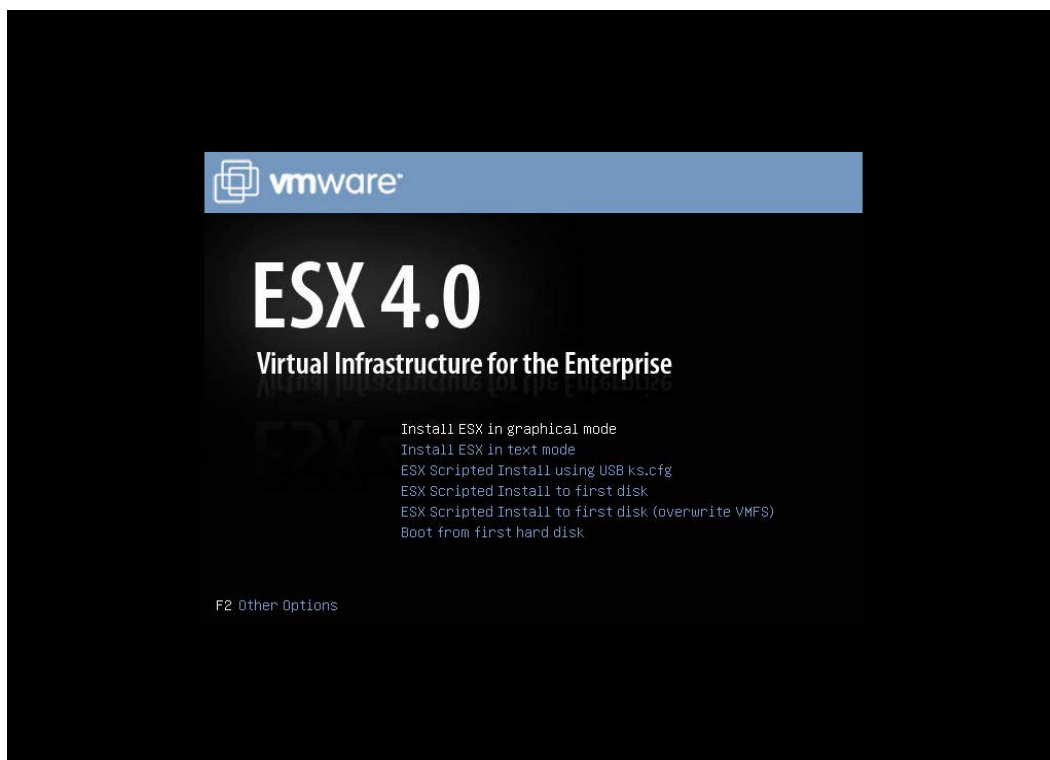 vmware
ESX 4.0
Virtual Infrastructure for the Enterprise
Install ESX in graphical mode
Install ESX in text mode
ESX Scripted Install using USB ks.cfg
ESX Scripted Install to first disk
ESX Scripted Install to first disk (overwrite VMFS)
Boot from first hard disk
F2 Other Options